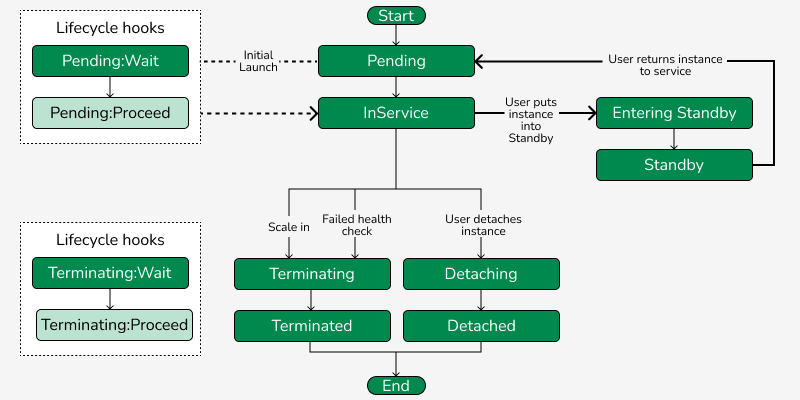 Start
Lifecycle hooks
Pending:Wait
Initial
Launch
Pending
User returns instance
to service
Pending:Proceed
InService
User puts
instance
into
Standby
Entering Standby
Standby
Lifecycle hooks
Terminating:Wait
Terminating:Proceed
Scale in
Failed health
check
User detaches
instance
Terminating
Detaching
Terminated
Detached
End